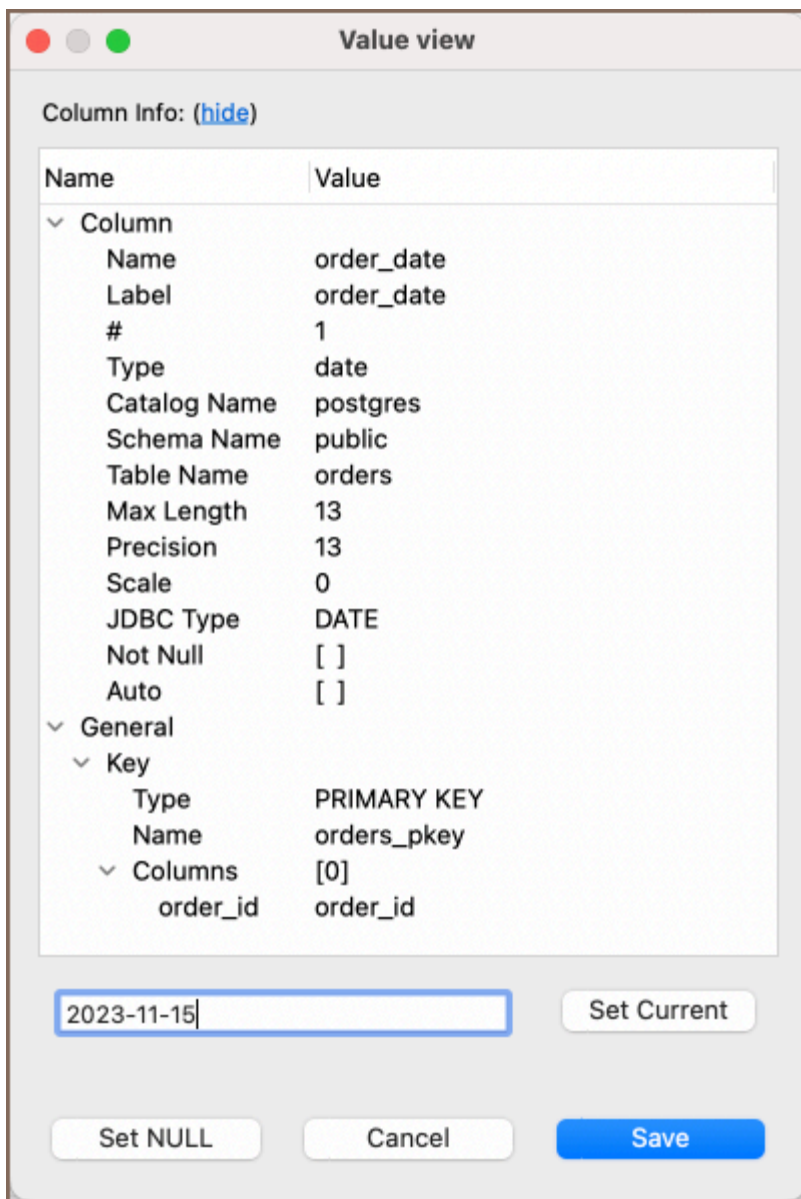 Value view
Column Info: (hide)
Name Value
Column
Name order_date
Label order_date
# 1
Type date
Catalog Name postgres
Schema Name public
Table Name orders
Max Length 13
Precision 13
Scale 0
JDBC Type DATE
Not Null [ ]
Auto [ ]
General
Key
Type PRIMARY KEY
Name orders_pkey
Columns [0]
order_id order_id
2023-11-15 Set Current
Set NULL Cancel Save